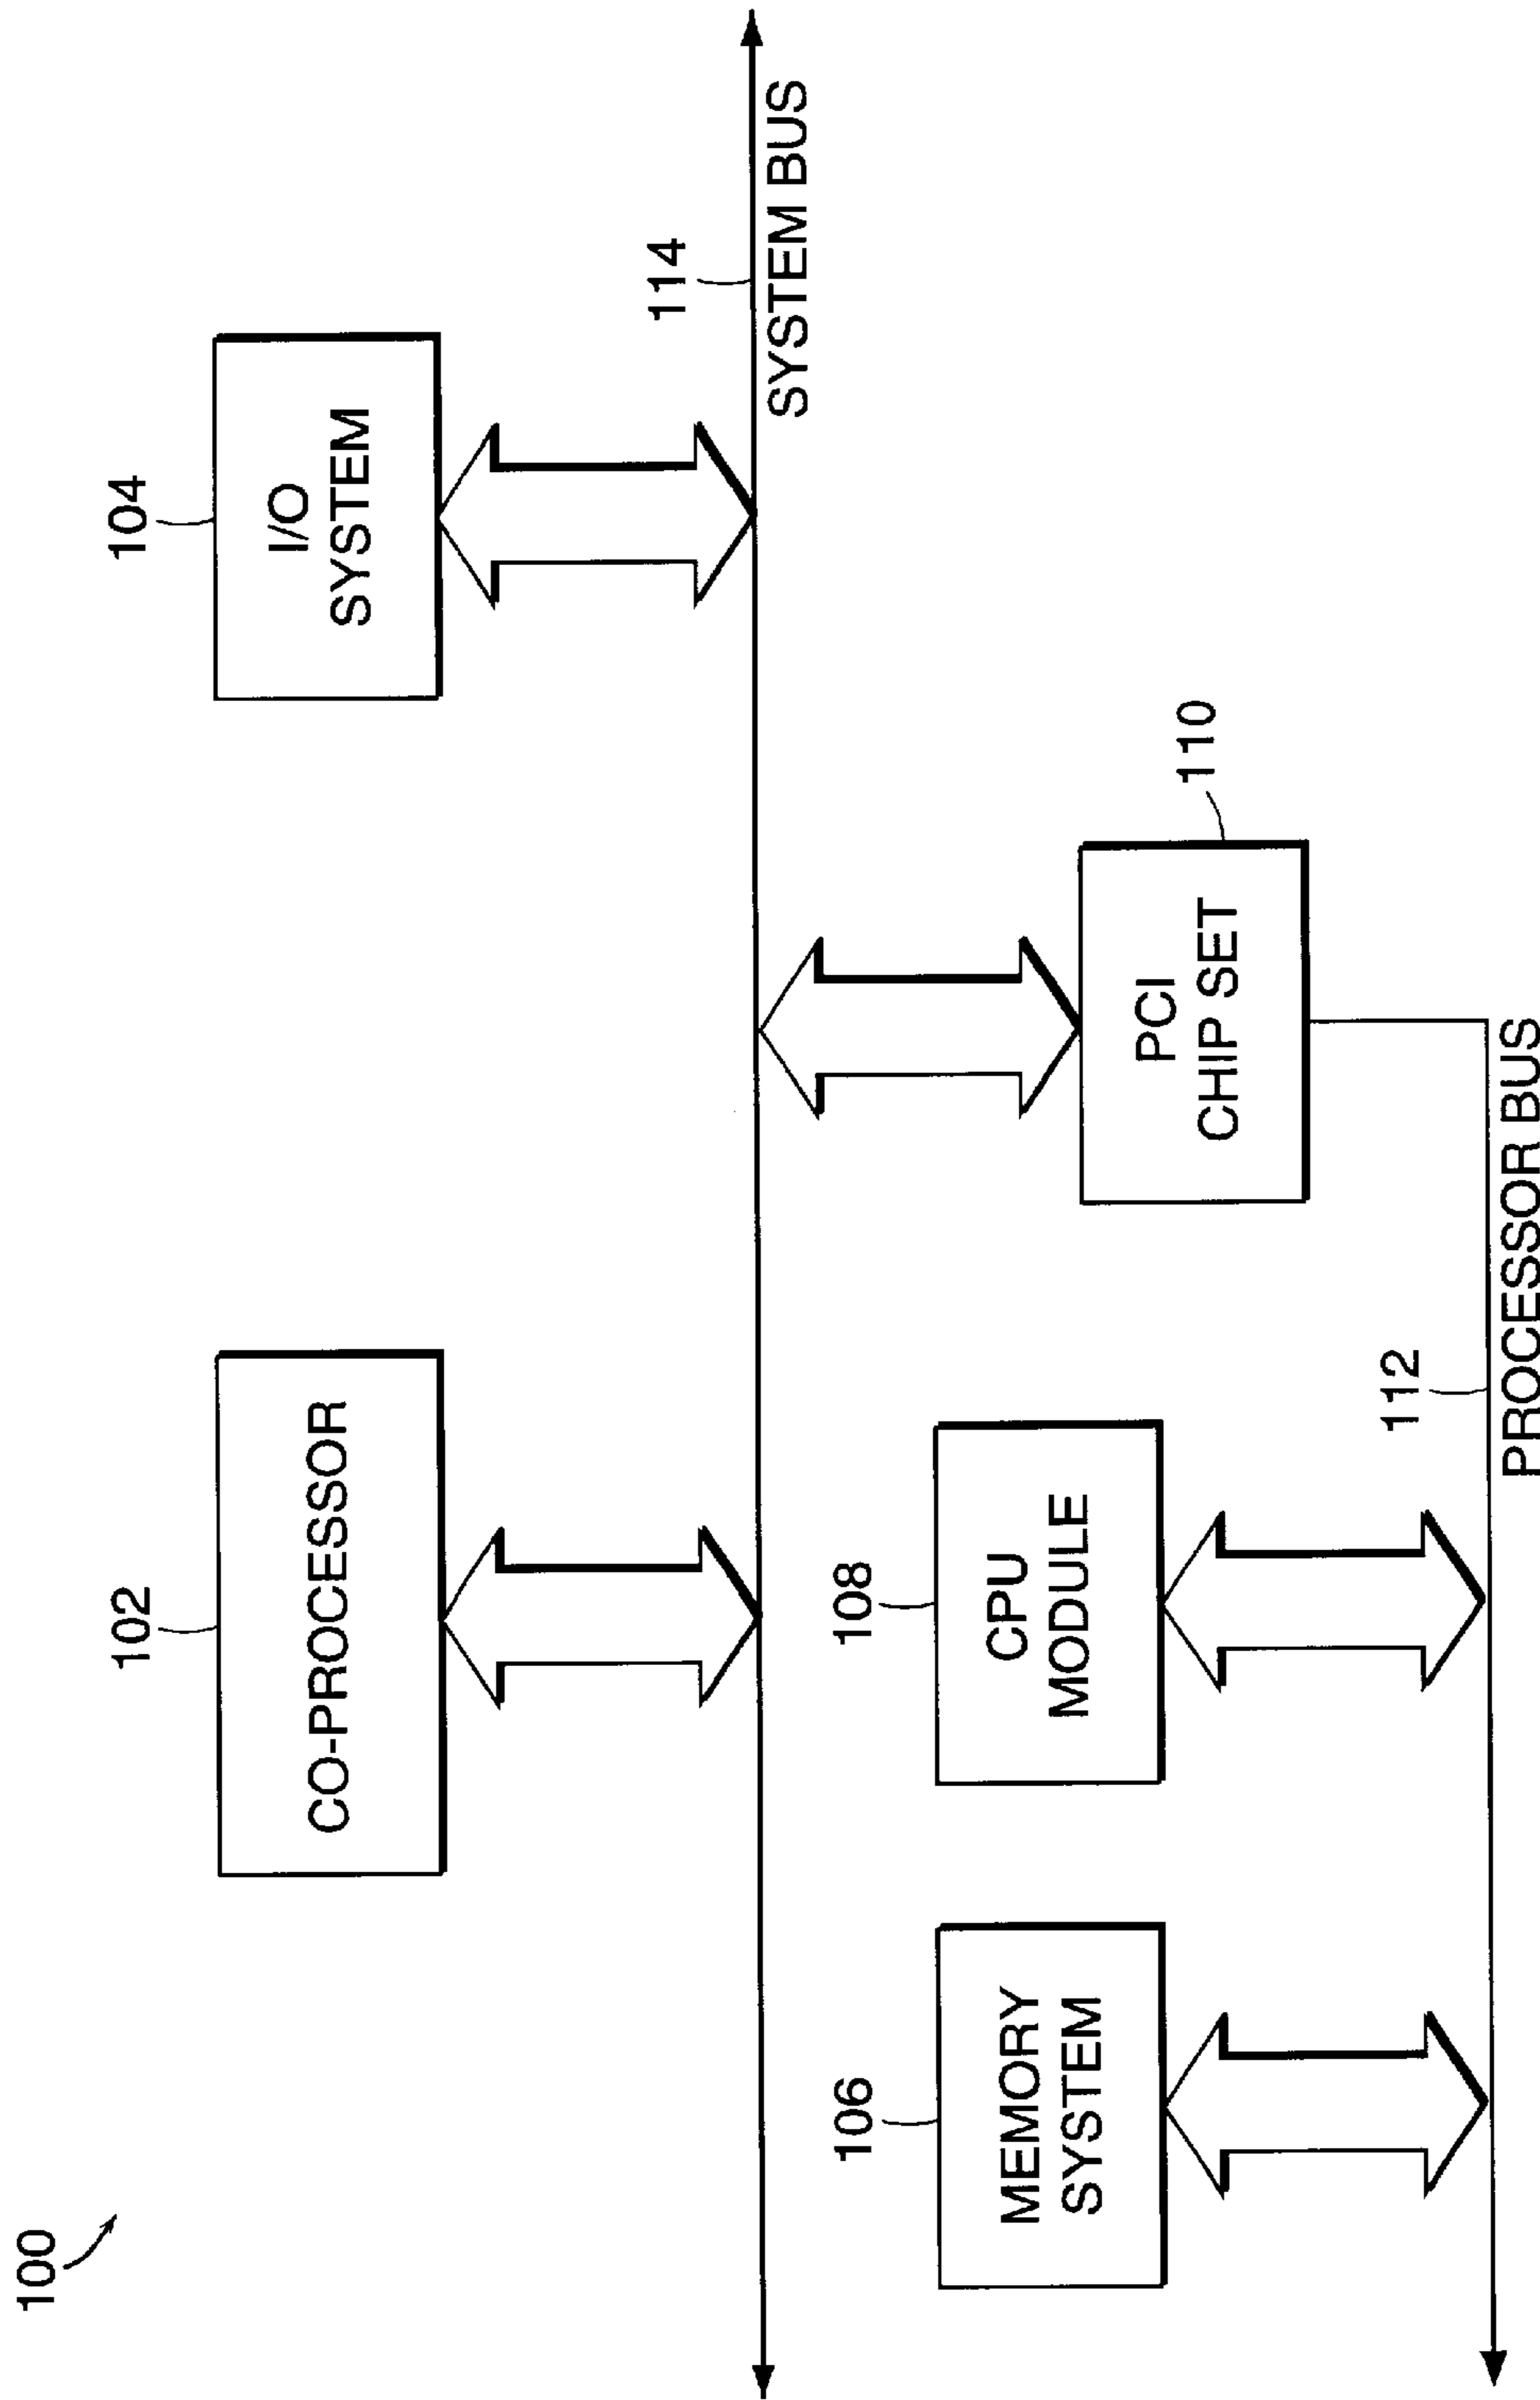 100
102
CO-PROCESSOR
104
I/O
SYSTEM
114
SYSTEM BUS
106
MEMORY
SYSTEM
108
CPU
MODULE
PCI
CHIP SET
110
112
PROCESSOR BUS